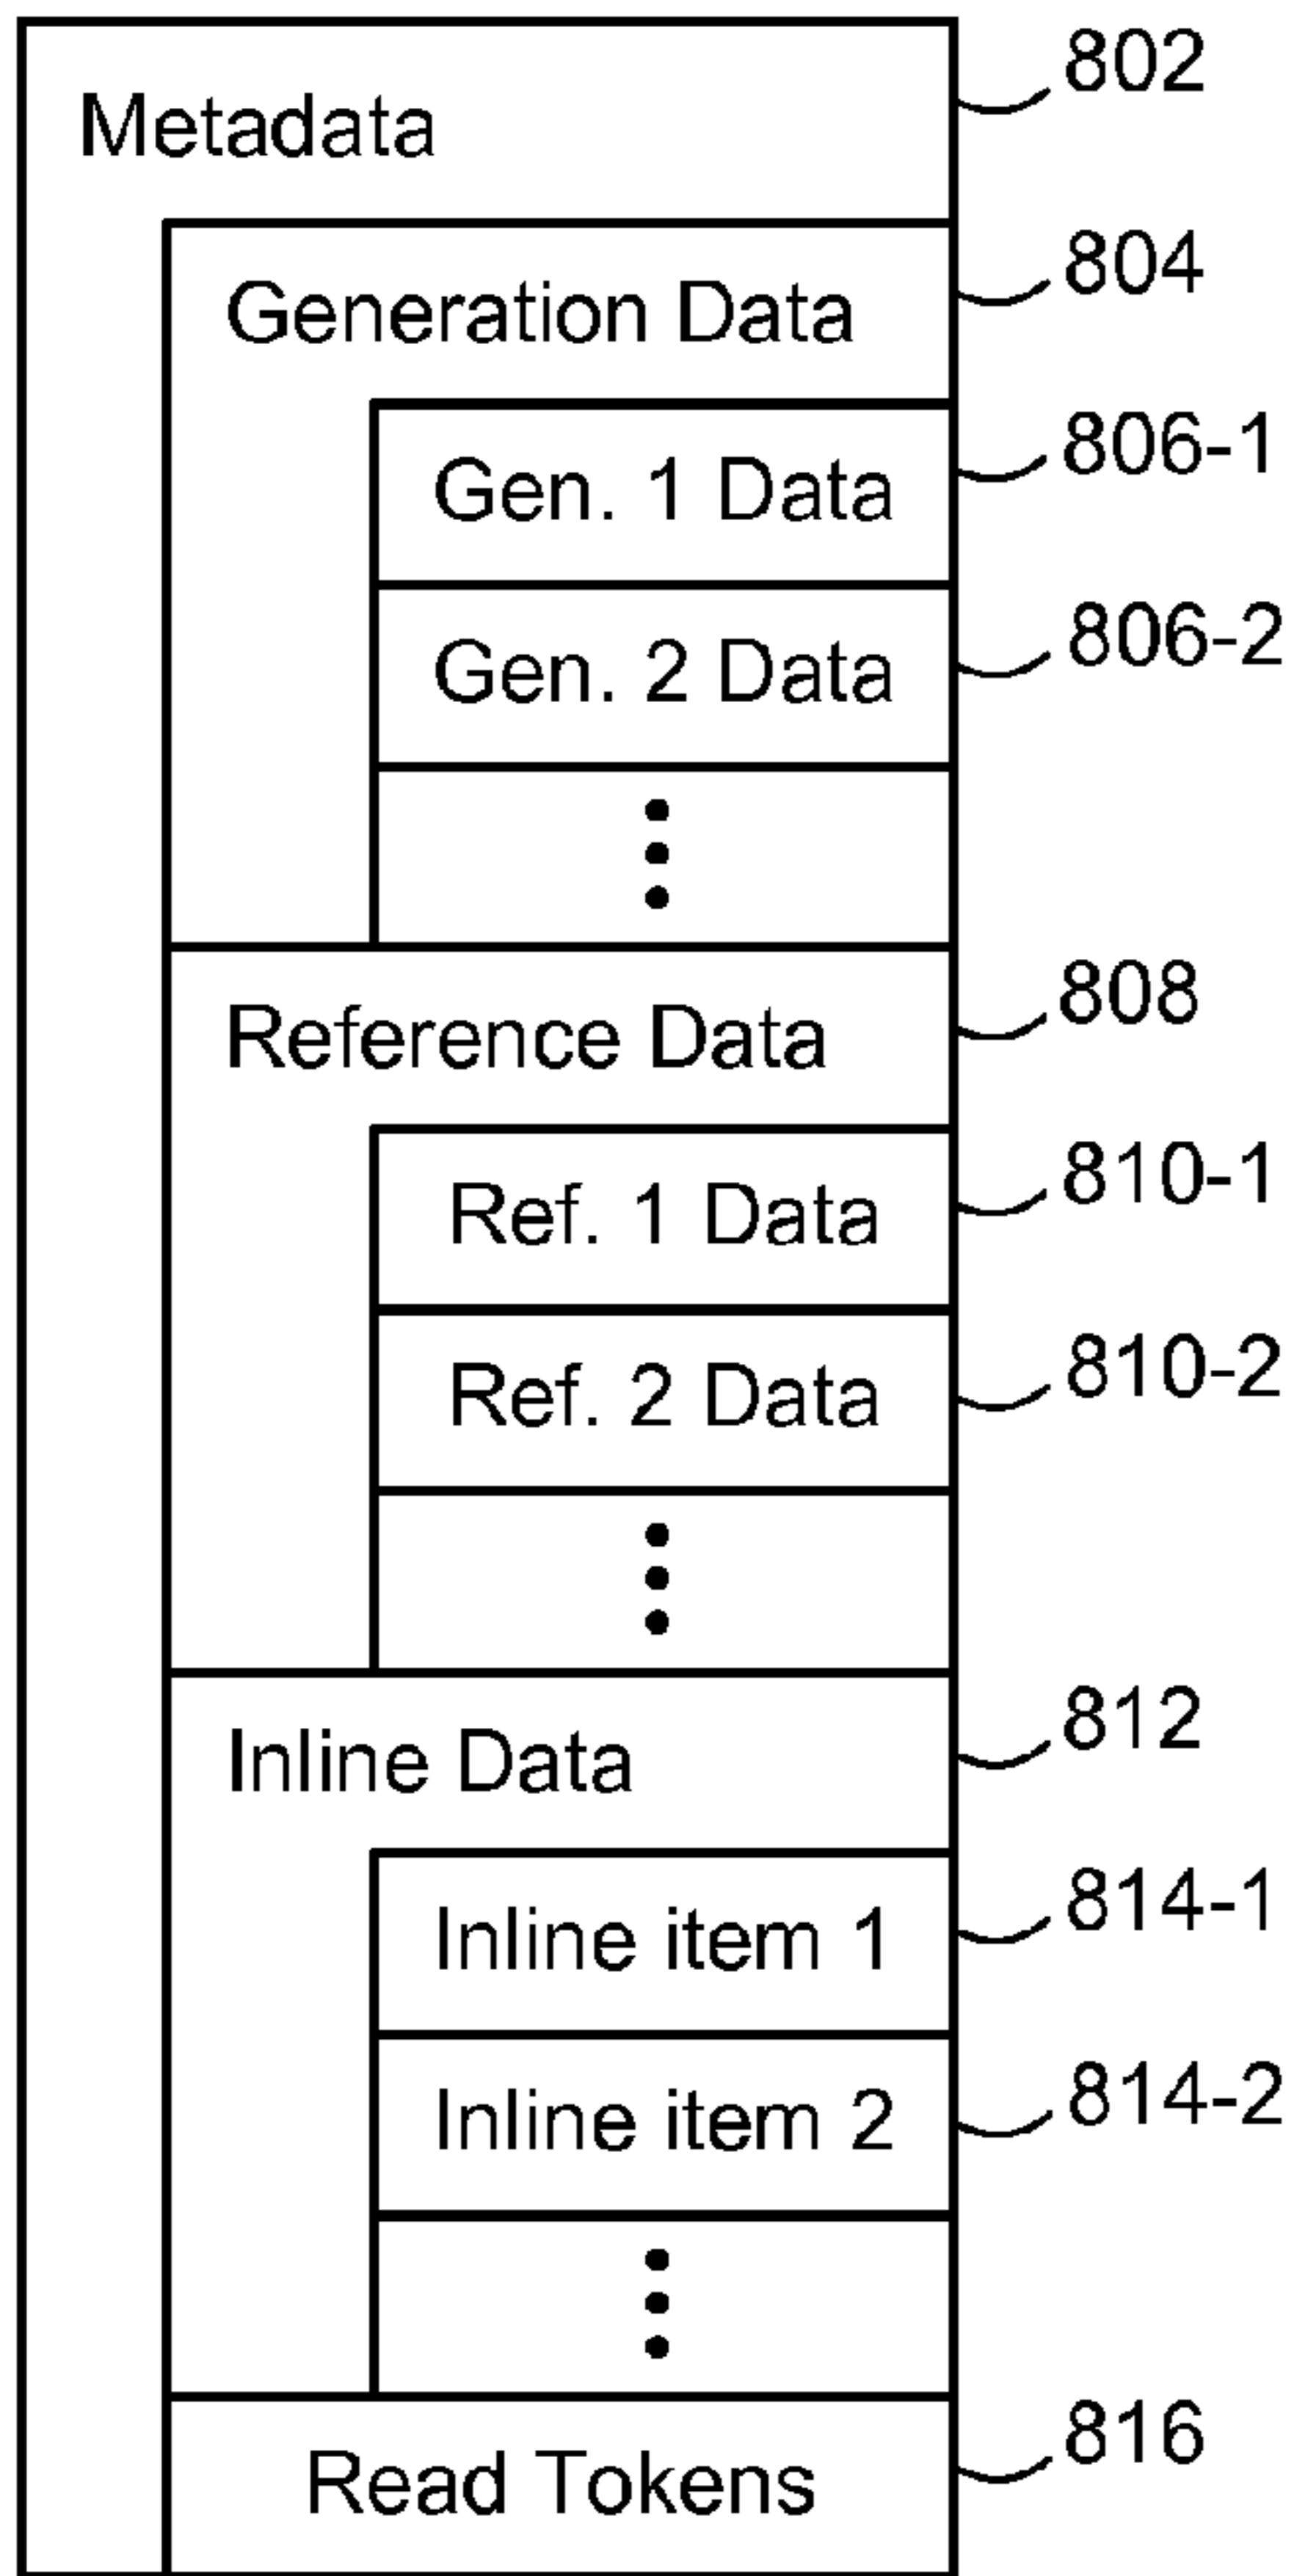 802
Metadata
804
Generation Data
806-1
Gen. 1 Data
806-2
Gen. 2 Data
808
Reference Data
810-1
Ref. 1 Data
810-2
Ref. 2 Data
812
Inline Data
814-1
Inline item 1
814-2
Inline item 2
816
Read Tokens